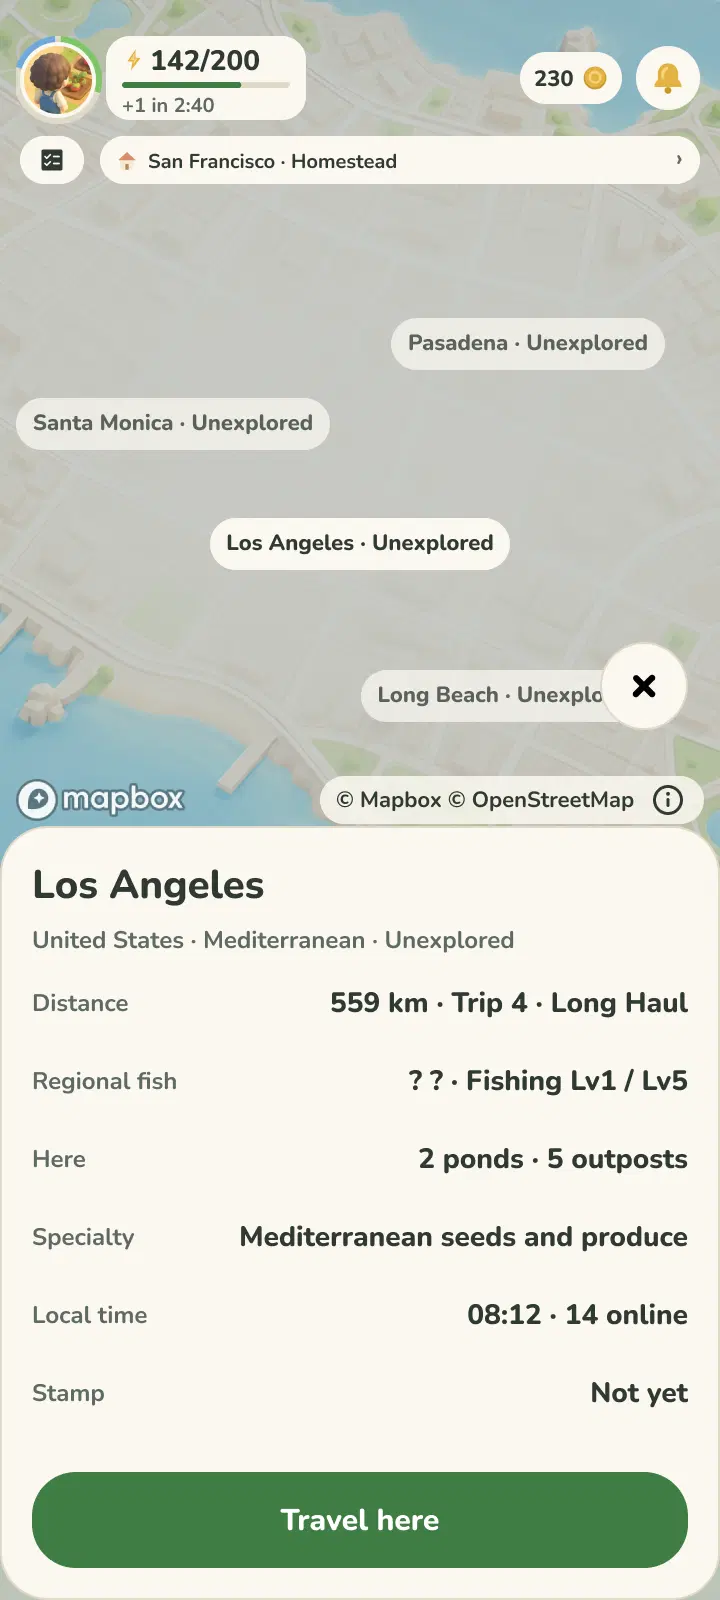 142/200
+1 in 2:40
230
San Francisco · Homestead
Pasadena · Unexplored
Santa Monica · Unexplored
Los Angeles · Unexplored
Long Beach ·
mapbox
© Mapbox © OpenStreetMap
Los Angeles
United States · Mediterranean · Unexplored
Distance 559 km · Trip 4 · Long Haul
Regional fish ? ? · Fishing Lv1 / Lv5
Here 2 ponds · 5 outposts
Specialty Mediterranean seeds and produce
Local time 08:12 · 14 online
Stamp Not yet
Travel here